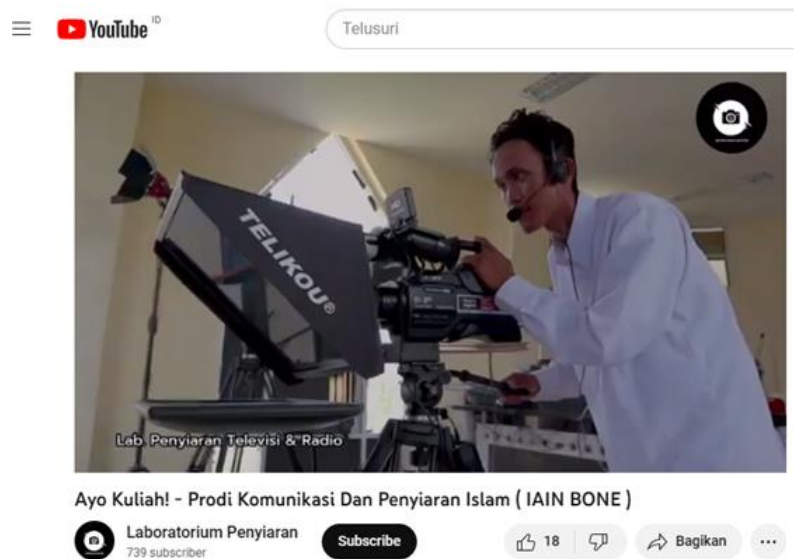 YouTube ID
Telusuri
TELIKOU®
Lab. Penyiaran Televisi & Radio
Ayo Kuliah! - Prodi Komunikasi Dan Penyiaran Islam ( IAIN BONE )
Laboratorium Penyiaran
739 subscriber
Subscribe
18
Bagikan